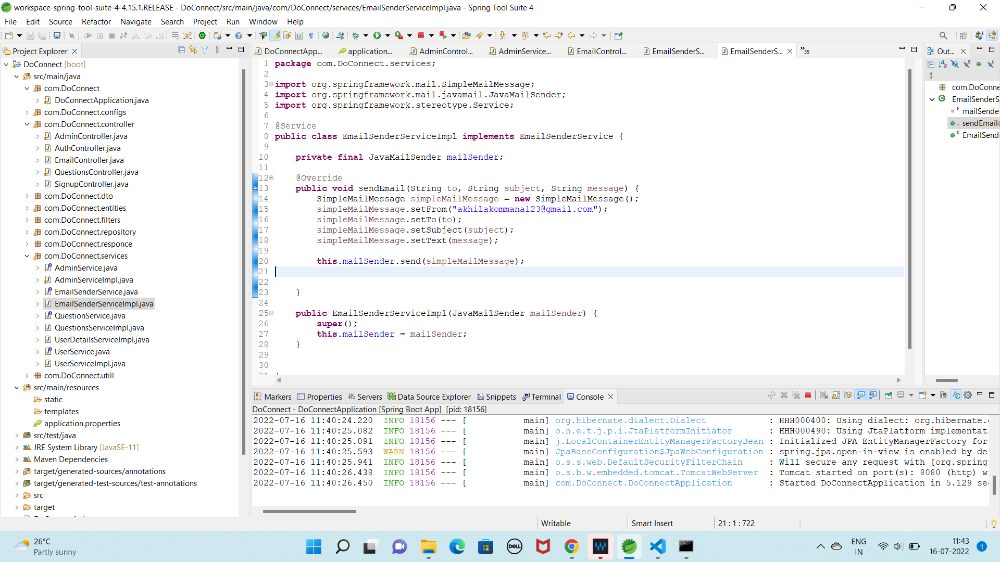 workspace-spring-tool-suite-4-4.15.1.RELEASE - DoConnect/src/main/java/com/DoConnect/services/EmailSenderServiceImpl.java - Spring Tool Suite 4
File Edit Source Refactor Navigate Search Project Run Window Help
Project Explorer
DoConnect [boot]
src/main/java
com.DoConnect
DoConnectApplication.java
com.DoConnect.configs
com.DoConnect.controller
AdminController.java
AuthController.java
EmailController.java
QuestionsController.java
SignupController.java
com.DoConnect.dto
com.DoConnect.entities
com.DoConnect.filters
com.DoConnect.repository
com.DoConnect.responce
com.DoConnect.services
AdminService.java
AdminServiceImpl.java
EmailSenderService.java
EmailSenderServiceImpl.java
QuestionService.java
QuestionsServiceImpl.java
UserDetailsServiceImpl.java
UserService.java
UserServiceImpl.java
com.DoConnect.utill
src/main/resources
static
templates
application.properties
src/test/java
JRE System Library [JavaSE-11]
Maven Dependencies
target/generated-sources/annotations
target/generated-test-sources/test-annotations
src
target
DoConnectApp... application... AdminControl... AdminService... EmailControl... EmailSenderS... EmailSenderS... 35
1 package com.DoConnect.services;
2
3 import org.springframework.mail.SimpleMailMessage;
4 import org.springframework.mail.javamail.JavaMailSender;
5 import org.springframework.stereotype.Service;
6
7 @Service
8 public class EmailSenderServiceImpl implements EmailSenderService {
9
10 private final JavaMailSender mailSender;
11
12 @Override
13 public void sendEmail(String to, String subject, String message) {
14 SimpleMailMessage simpleMailMessage = new SimpleMailMessage();
15 simpleMailMessage.setFrom("akhilakommana123@gmail.com");
16 simpleMailMessage.setTo(to);
17 simpleMailMessage.setSubject(subject);
18 simpleMailMessage.setText(message);
19
20 this.mailSender.send(simpleMailMessage);
21
22
23 }
24
25 public EmailSenderServiceImpl(JavaMailSender mailSender) {
26 super();
27 this.mailSender = mailSender;
28 }
29
30
Out...
com.DoConne
EmailSenderS
mailSende
sendEmail(
EmailSend
Markers Properties Servers Data Source Explorer Snippets Terminal Console
DoConnect - DoConnectApplication [Spring Boot App] [pid: 18156]
2022-07-16 11:40:24.220 INFO 18156 --- [ main] org.hibernate.dialect.Dialect : HHH000400: Using dialect: org.hibernate.
2022-07-16 11:40:25.082 INFO 18156 --- [ main] o.h.e.t.j.p.i.JtaPlatformInitiator : HHH000490: Using JtaPlatform implementat
2022-07-16 11:40:25.091 INFO 18156 --- [ main] j.LocalContainerEntityManagerFactoryBean : Initialized JPA EntityManagerFactory for
2022-07-16 11:40:25.593 WARN 18156 --- [ main] JpaBaseConfiguration$JpaWebConfiguration : spring.jpa.open-in-view is enabled by de
2022-07-16 11:40:25.941 INFO 18156 --- [ main] o.s.s.web.DefaultSecurityFilterChain : Will secure any request with [org.spring
2022-07-16 11:40:26.438 INFO 18156 --- [ main] o.s.b.w.embedded.tomcat.TomcatWebServer : Tomcat started on port(s): 8080 (http) w
2022-07-16 11:40:26.450 INFO 18156 --- [ main] com.DoConnect.DoConnectApplication : Started DoConnectApplication in 5.129 se
Writable Smart Insert 21 : 1 : 722
26°C
Partly sunny
DELL
ENG
IN
11:43
16-07-2022
1